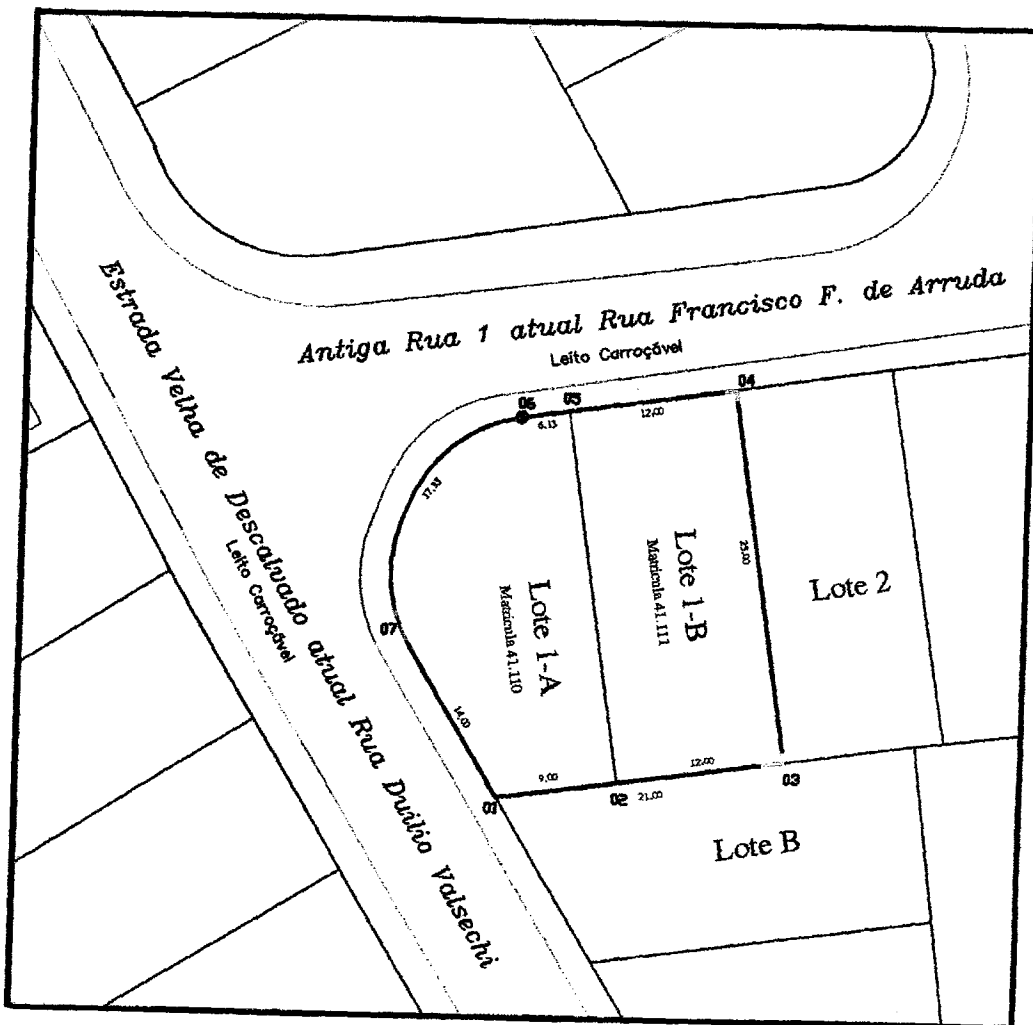 Estrada Velha de Descalvado atual Rua Duilio Valsechi
Leito Carroçável
Antiga Rua 1 atual Rua Francisco F. de Arruda
Leito Carroçável
06
05
04
6,13
12,00
17,33
25,00
Lote 1-A
Matrícula 41.110
Lote 1-B
Matrícula 41.111
Lote 2
07
14,00
9,00
12,00
01
02
21,00
03
Lote B